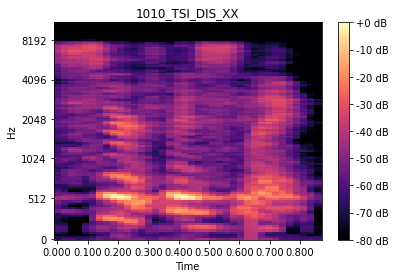 1010_TSI_DIS_XX
Hz
8192
4096
2048
1024
512
0
0.000 0.100 0.200 0.300 0.400 0.500 0.600 0.700 0.800
Time
+0 dB
-10 dB
-20 dB
-30 dB
-40 dB
-50 dB
-60 dB
-70 dB
-80 dB